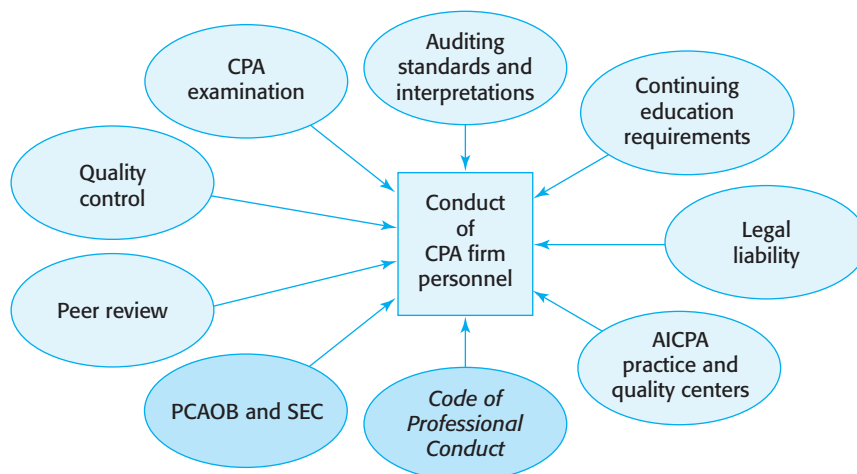 Auditing
standards and
interpretations
CPA
examination
Continuing
education
requirements
Quality
control
Conduct
of
CPA firm
personnel
Legal
liability
Peer review
AICPA
practice and
quality centers
PCAOB and SEC
Code of
Professional
Conduct